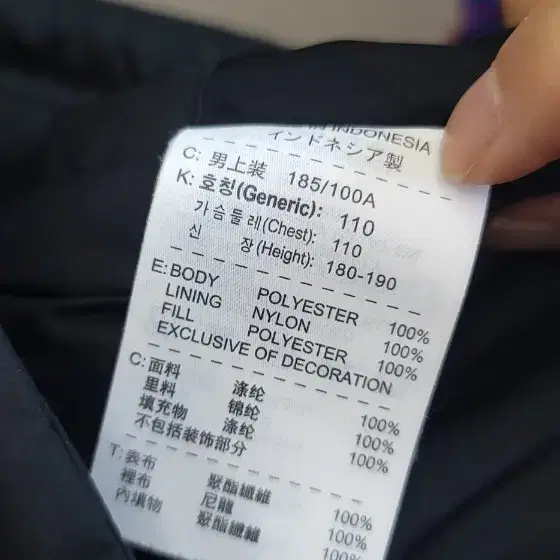 IN INDONESIA
インドネシア製
C: 男上装 185/100A
K: 호칭(Generic): 110
가슴둘레(Chest): 110
신 장(Height): 180-190
E: BODY POLYESTER 100%
LINING NYLON 100%
FILL POLYESTER 100%
EXCLUSIVE OF DECORATION
C: 面料 涤纶 100%
里料 锦纶 100%
填充物 涤纶 100%
不包括装饰部分
T: 表布 聚酯纖維 100%
裡布 尼龍 100%
內填物 聚酯纖維 100%